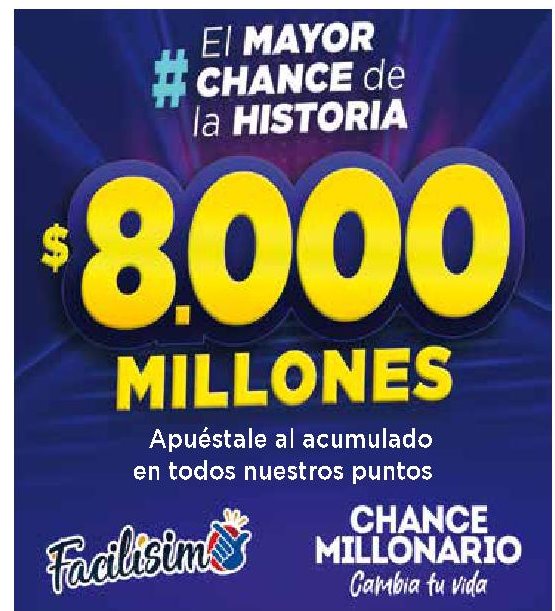 # El MAYOR
CHANCE de
la HISTORIA
$8.000
MILLONES
Apuéstale al acumulado
en todos nuestros puntos
Facilísimo
CHANCE
MILLONARIO
Cambia tu vida